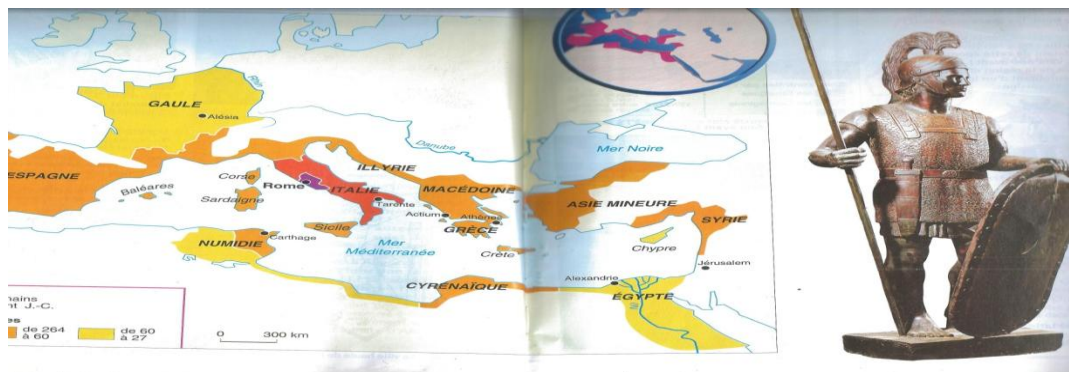 GAULE
Alésia
Rhin
Danube
Mer Noire
ESPAGNE
Baléares
Corse
Sardaigne
Rome
ITALIE
ILLYRIE
Tarente
MACÉDOINE
Actium
Athènes
GRÈCE
ASIE MINEURE
SYRIE
Chypre
Crète
Sicile
Carthage
NUMIDIE
Mer
Méditerranée
CYRÉNAÏQUE
Alexandrie
Jérusalem
ÉGYPTE
Nil
mains
nt J.-C.
es
de 264
à 60
de 60
à 27
0 300 km